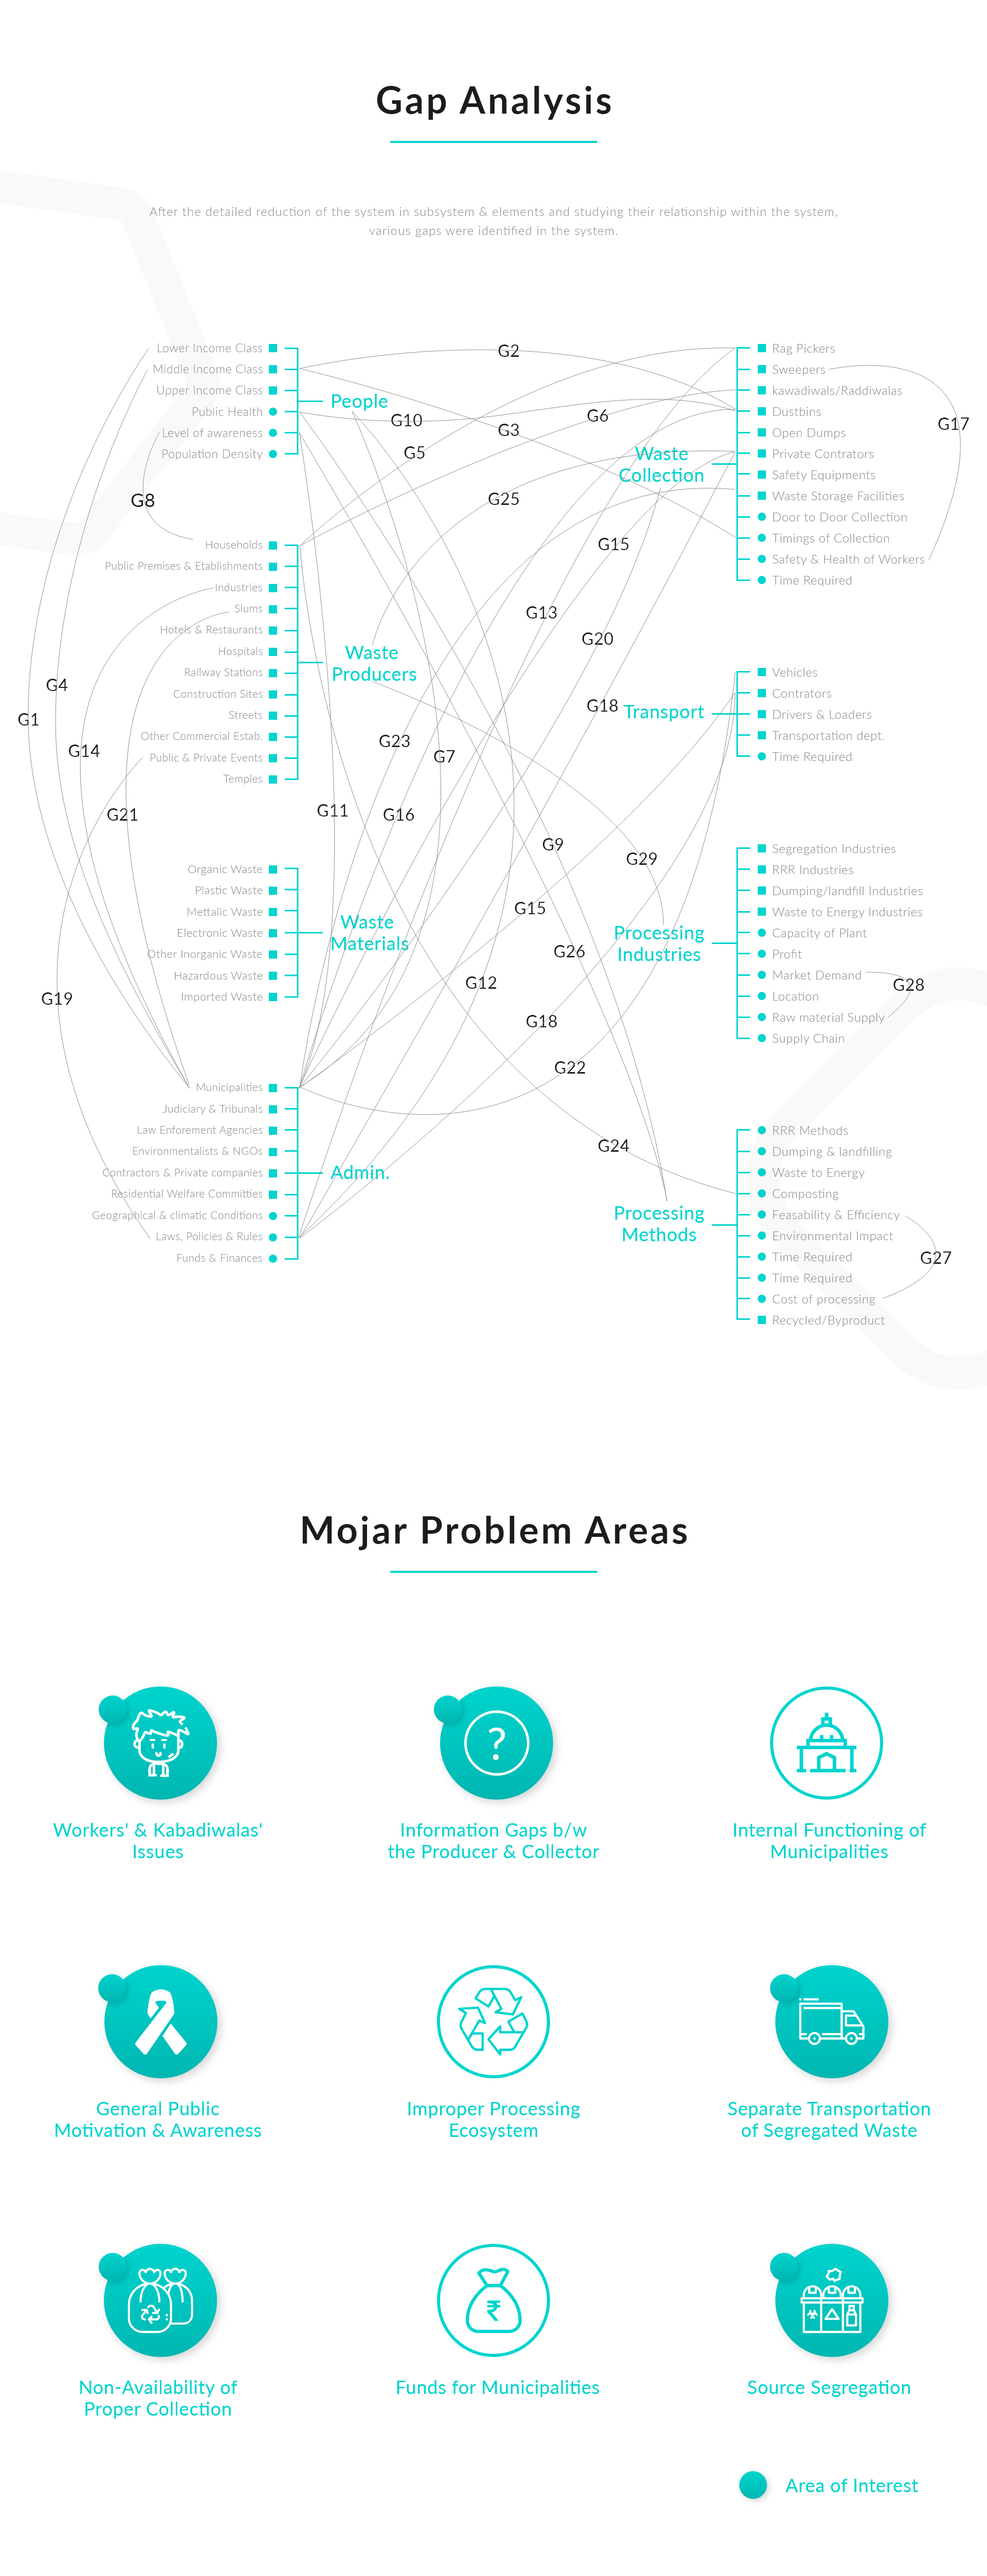 Gap Analysis
After the detailed reduction of the system in subsystem & elements and studying their relationship within the system,
various gaps were identified in the system.
Lower Income Class
Middle Income Class
Upper Income Class
Public Health
Level of awareness
Population Density
People
Households
Public Premises & Etablishments
Industries
Slums
Hotels & Restaurants
Hospitals
Railway Stations
Construction Sites
Streets
Other Commercial Estab.
Public & Private Events
Temples
Waste
Producers
Organic Waste
Plastic Waste
Mettalic Waste
Electronic Waste
Other Inorganic Waste
Hazardous Waste
Imported Waste
Waste
Materials
Municipalities
Judiciary & Tribunals
Law Enforement Agencies
Environmentalists & NGOs
Contractors & Private companies
Residential Welfare Committies
Geographical & climatic Conditions
Laws, Policies & Rules
Funds & Finances
Admin.
Rag Pickers
Sweepers
kawadiwals/Raddiwalas
Dustbins
Open Dumps
Private Contrators
Safety Equipments
Waste Storage Facilities
Door to Door Collection
Timings of Collection
Safety & Health of Workers
Time Required
Waste
Collection
Vehicles
Contrators
Drivers & Loaders
Transportation dept.
Time Required
Transport
Segregation Industries
RRR Industries
Dumping/landfill Industries
Waste to Energy Industries
Capacity of Plant
Profit
Market Demand
Location
Raw material Supply
Supply Chain
Processing
Industries
RRR Methods
Dumping & landfilling
Waste to Energy
Composting
Feasability & Efficiency
Environmental Impact
Time Required
Time Required
Cost of processing
Recycled/Byproduct
Processing
Methods
G2
G10
G6
G3
G5
G17
G25
G8
G15
G13
G20
G4
G18
G1
G23
G14
G7
G11
G16
G21
G9
G29
G15
G26
G12
G28
G19
G18
G22
G24
G27
Mojar Problem Areas
?
Workers' & Kabadiwalas'
Issues
Information Gaps b/w
the Producer & Collector
Internal Functioning of
Municipalities
General Public
Motivation & Awareness
Improper Processing
Ecosystem
Separate Transportation
of Segregated Waste
₹
Non-Availability of
Proper Collection
Funds for Municipalities
Source Segregation
Area of Interest